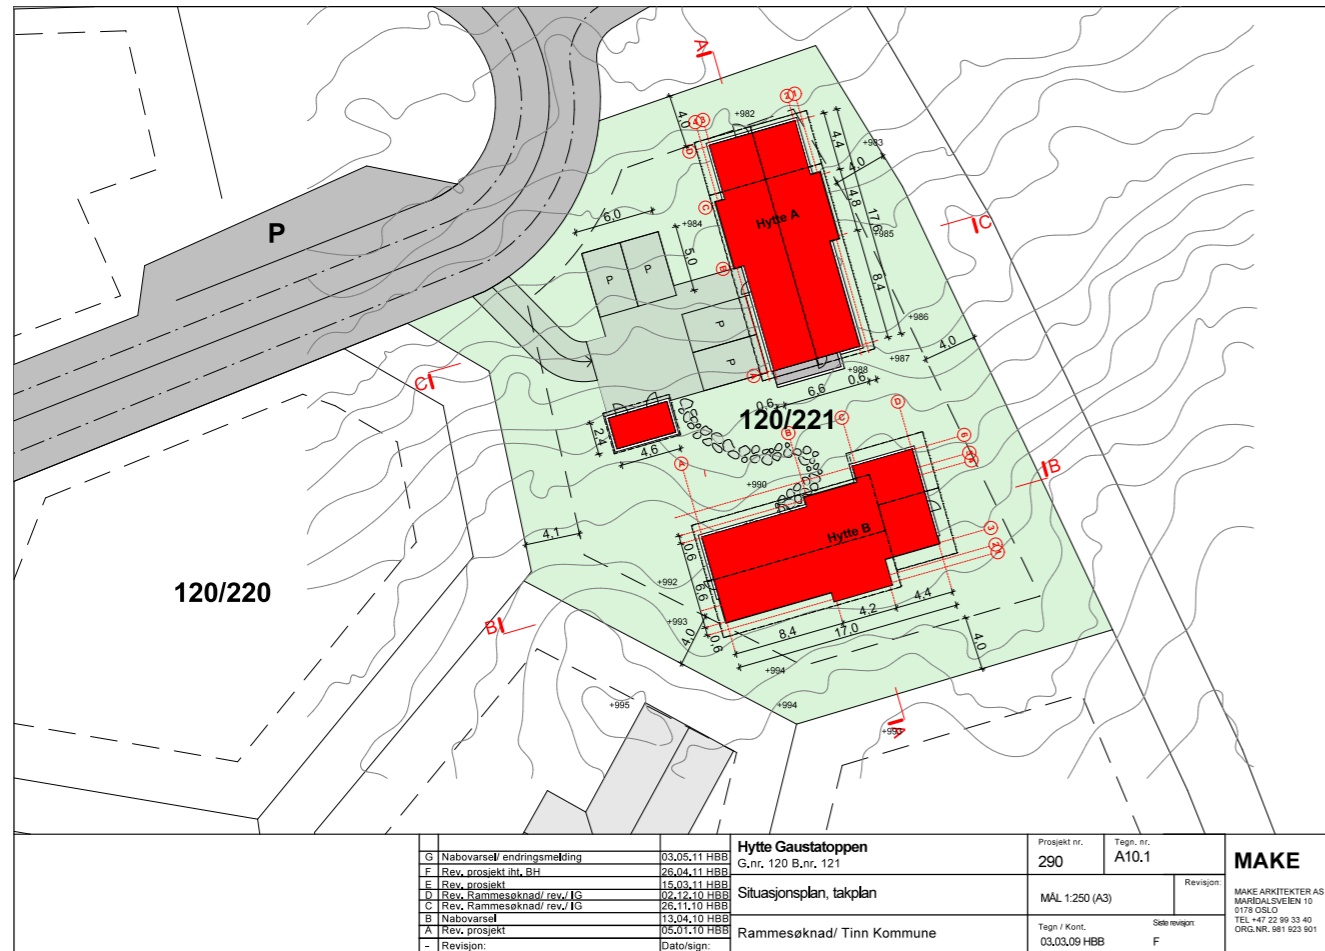 A
+982
2 1
4,0
4 3
D
4,4
+983
4,0
P
6,0
C
+984
Hytte A
4,8
17,6
C
+985
5,0
P
P
B
8,4
P
+986
4,0
P
+987
C
A
+988
0,6
6,6
0,6
120/221
C
D
2,4
4,6
B
6
A
+990
B
Hytte B
3
4,1
0,6
+992
120/220
6,6
4,4
+993
4,2
B
8,4
17,0
4,0
0,6
4,0
+994
+995
+994
A
+995
G Nabovarsel/ endringsmelding 03.05.11 HBB
F Rev. prosjekt iht. BH 26.04.11 HBB
E Rev. prosjekt 15.03.11 HBB
D Rev. Rammesøknad/ rev./ IG 02.12.10 HBB
C Rev. Rammesøknad/ rev./ IG 26.11.10 HBB
B Nabovarsel 13.04.10 HBB
A Rev. prosjekt 05.01.10 HBB
- Revisjon: Dato/sign:
Hytte Gaustatoppen
G.nr. 120 B.nr. 121
Situasjonsplan, takplan
Rammesøknad/ Tinn Kommune
Prosjekt nr.
290
Tegn. nr.
A10.1
MÅL 1:250 (A3)
Revisjon:
Tegn / Kont.
03.03.09 HBB
Siste revisjon:
F
MAKE
MAKE ARKITEKTER AS
MARIDALSVEIEN 10
0178 OSLO
TEL +47 22 99 33 40
ORG.NR. 981 923 901